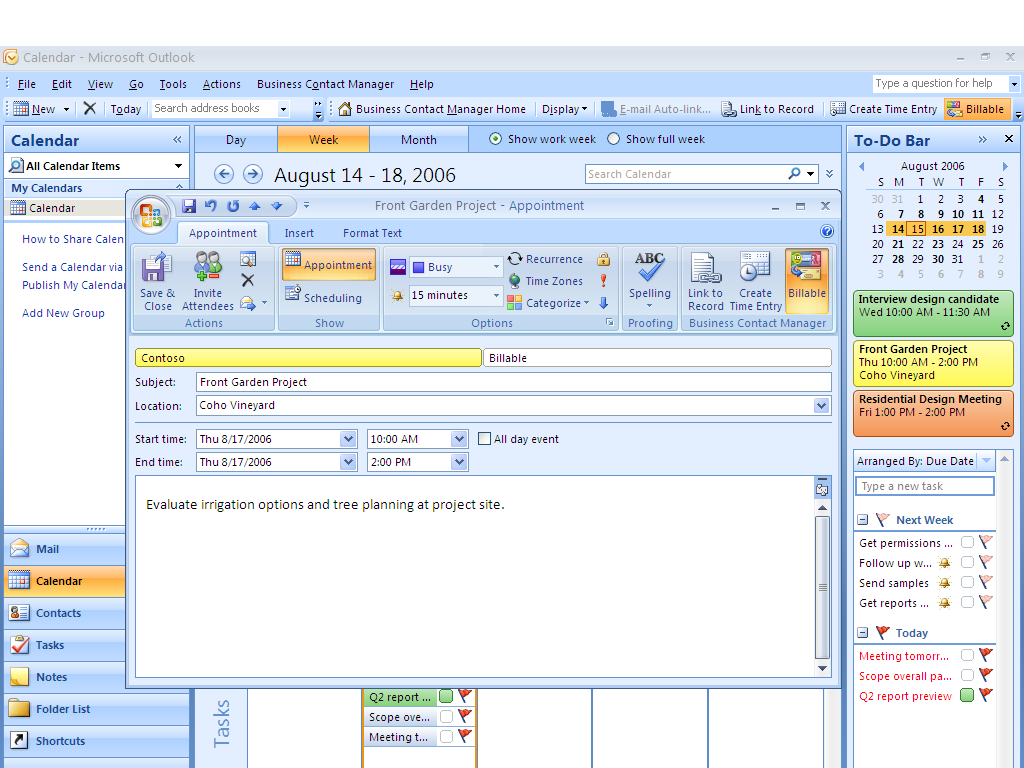 Calendar - Microsoft Outlook
File Edit View Go Tools Actions Business Contact Manager Help
Type a question for help
New Today Search address books Business Contact Manager Home Display E-mail Auto-link... Link to Record Create Time Entry Billable
Calendar «
All Calendar Items
My Calendars
Calendar
How to Share Calen
Send a Calendar via
Publish My Calendar
Add New Group
Mail
Calendar
Contacts
Tasks
Notes
Folder List
Shortcuts
Day Week Month Show work week Show full week
August 14 - 18, 2006
Search Calendar
Front Garden Project - Appointment
Appointment Insert Format Text
Save & Close
Invite Attendees
Actions
Appointment
Scheduling
Show
Busy
15 minutes
Recurrence
Time Zones
Categorize
Options
ABC
Spelling
Proofing
Link to Record
Create Time Entry
Billable
Business Contact Manager
Contoso Billable
Subject: Front Garden Project
Location: Coho Vineyard
Start time: Thu 8/17/2006 10:00 AM All day event
End time: Thu 8/17/2006 2:00 PM
Evaluate irrigation options and tree planning at project site.
Tasks
Q2 report ...
Scope ove...
Meeting t...
To-Do Bar »
August 2006
S M T W T F S
30 31 1 2 3 4 5
6 7 8 9 10 11 12
13 14 15 16 17 18 19
20 21 22 23 24 25 26
27 28 29 30 31 1 2
3 4 5 6 7 8 9
Interview design candidate
Wed 10:00 AM - 11:30 AM
Front Garden Project
Thu 10:00 AM - 2:00 PM
Coho Vineyard
Residential Design Meeting
Fri 1:00 PM - 2:00 PM
Arranged By: Due Date
Type a new task
Next Week
Get permissions ...
Follow up w...
Send samples
Get reports ...
Today
Meeting tomorr...
Scope overall pa...
Q2 report preview